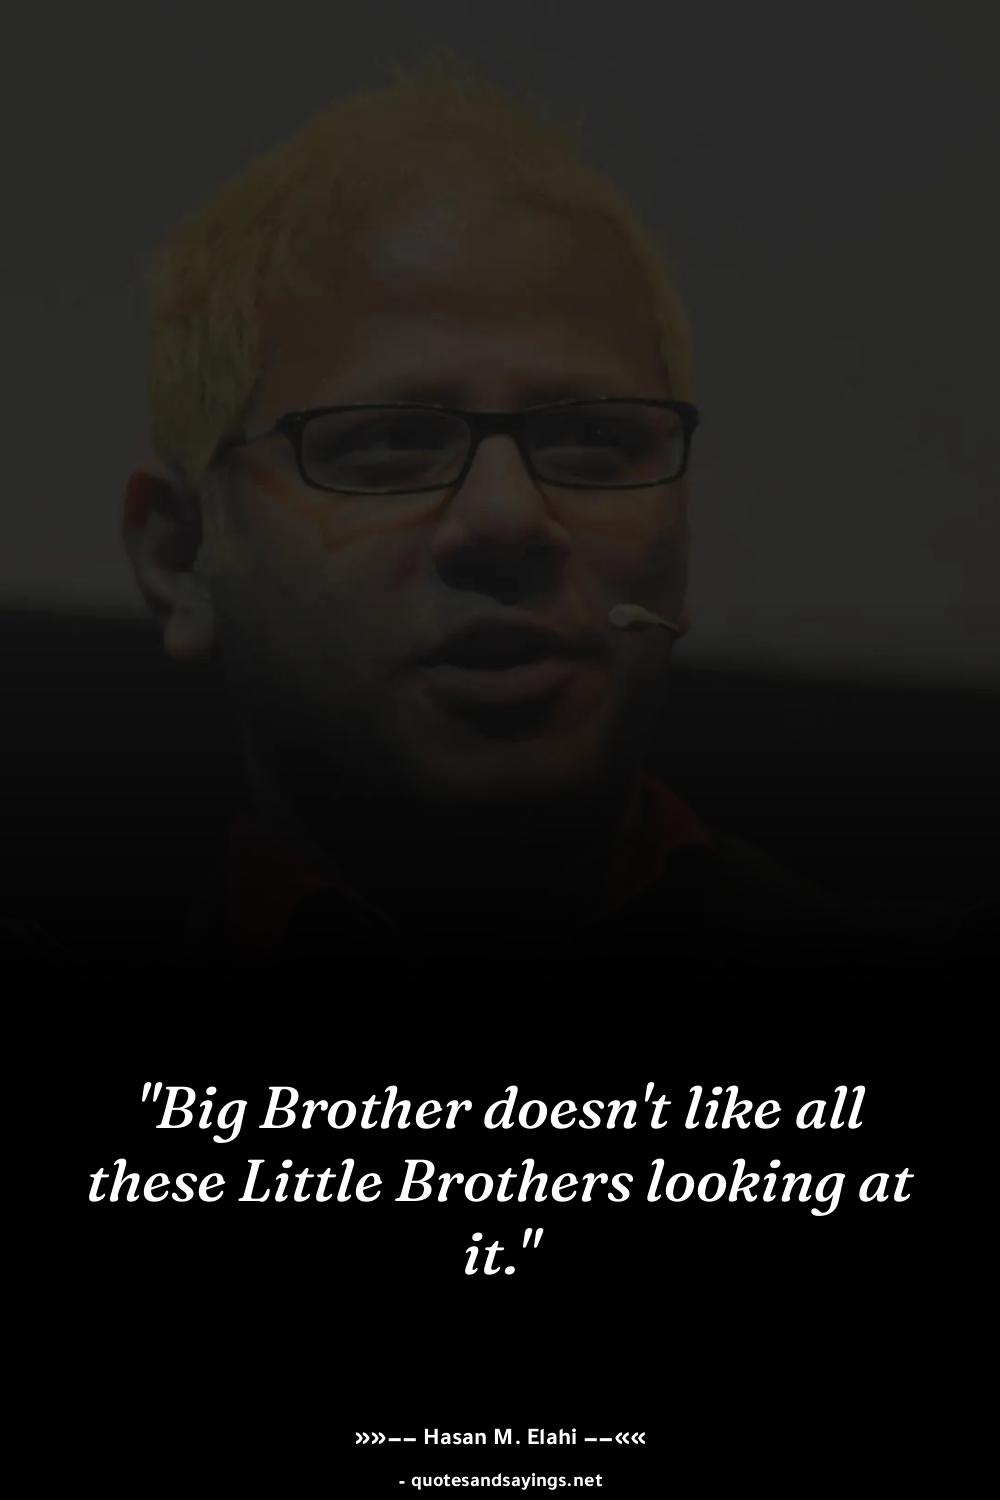 "Big Brother doesn't like all
these Little Brothers looking at
it."
»»–– Hasan M. Elahi ––««
- quotesandsayings.net